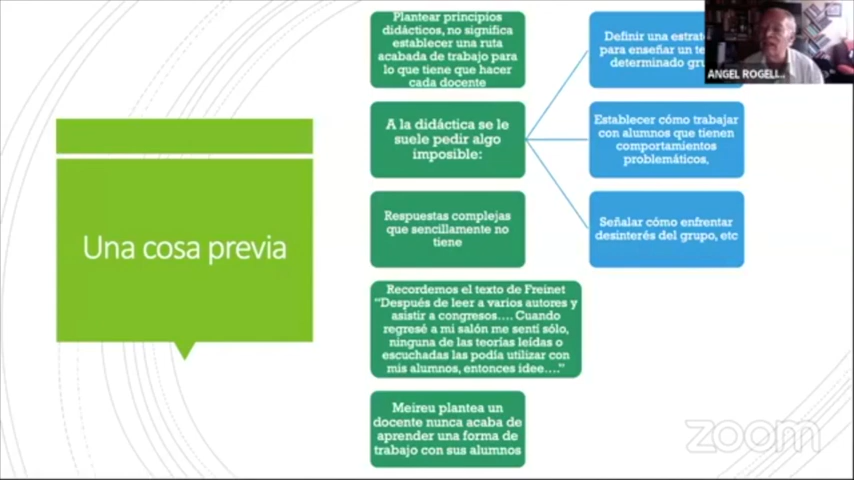 Una cosa previa
Plantear principios
didácticos, no significa
establecer una ruta
acabada de trabajo para
lo que tiene que hacer
cada docente
A la didáctica se le
suele pedir algo
imposible:
Definir una estrate
para enseñar un te
determinado gru
Establecer cómo trabajar
con alumnos que tienen
comportamientos
problemáticos,
Señalar cómo enfrentar
desinterés del grupo, etc
Respuestas complejas
que sencillamente no
tiene
Recordemos el texto de Freinet
"Después de leer a varios autores y
asistir a congresos.... Cuando
regresé a mi salón me sentí sólo,
ninguna de las teorías leídas o
escuchadas las podía utilizar con
mis alumnos, entonces idee...."
Meireu plantea un
docente nunca acaba de
aprender una forma de
trabajo con sus alumnos
ANGEL ROGELI...
zoom